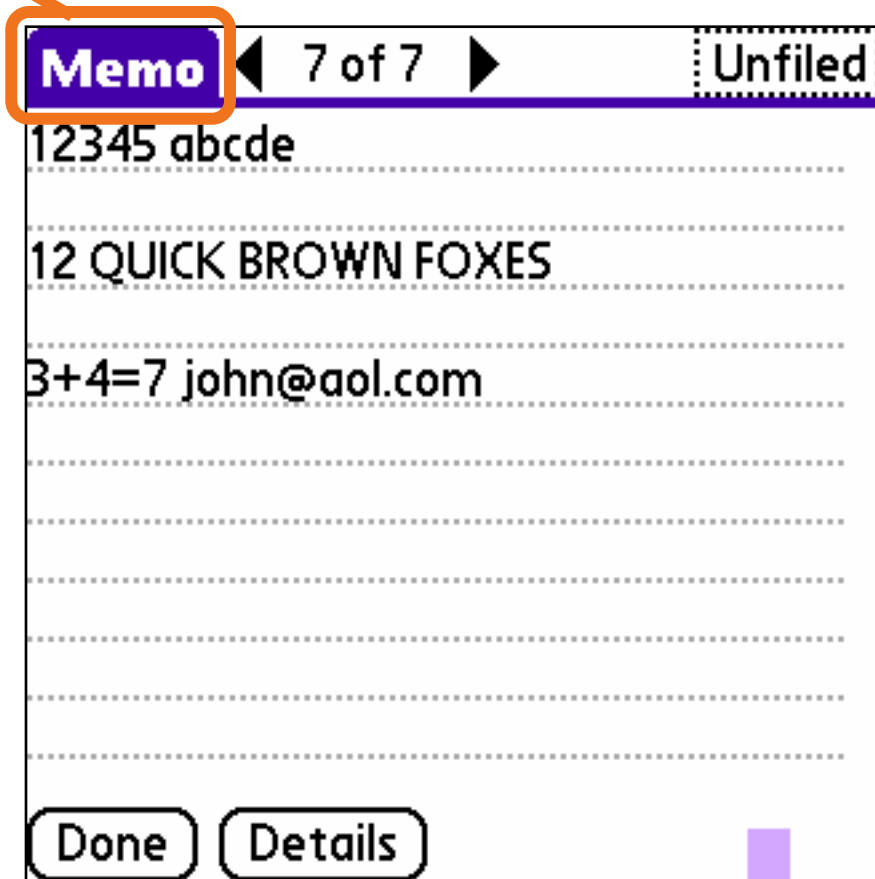 Memo 7 of 7 Unfiled
12345 abcde
12 QUICK BROWN FOXES
3+4=7 john@aol.com
Done Details